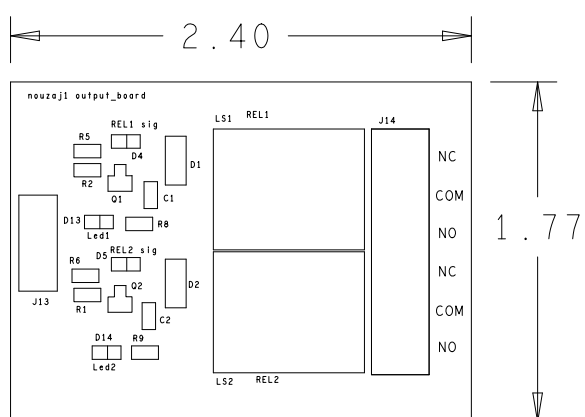 2.40
nouzaj1 output_board
LS1 REL1
J14
REL1 sig
R5
D4
D1
NC
R2
Q1
C1
COM
D13
R8
Led1
NO
1.77
REL2 sig
D5
R6
NC
Q2
D2
J13
R1
C2
COM
D14
R9
Led2
NO
LS2 REL2